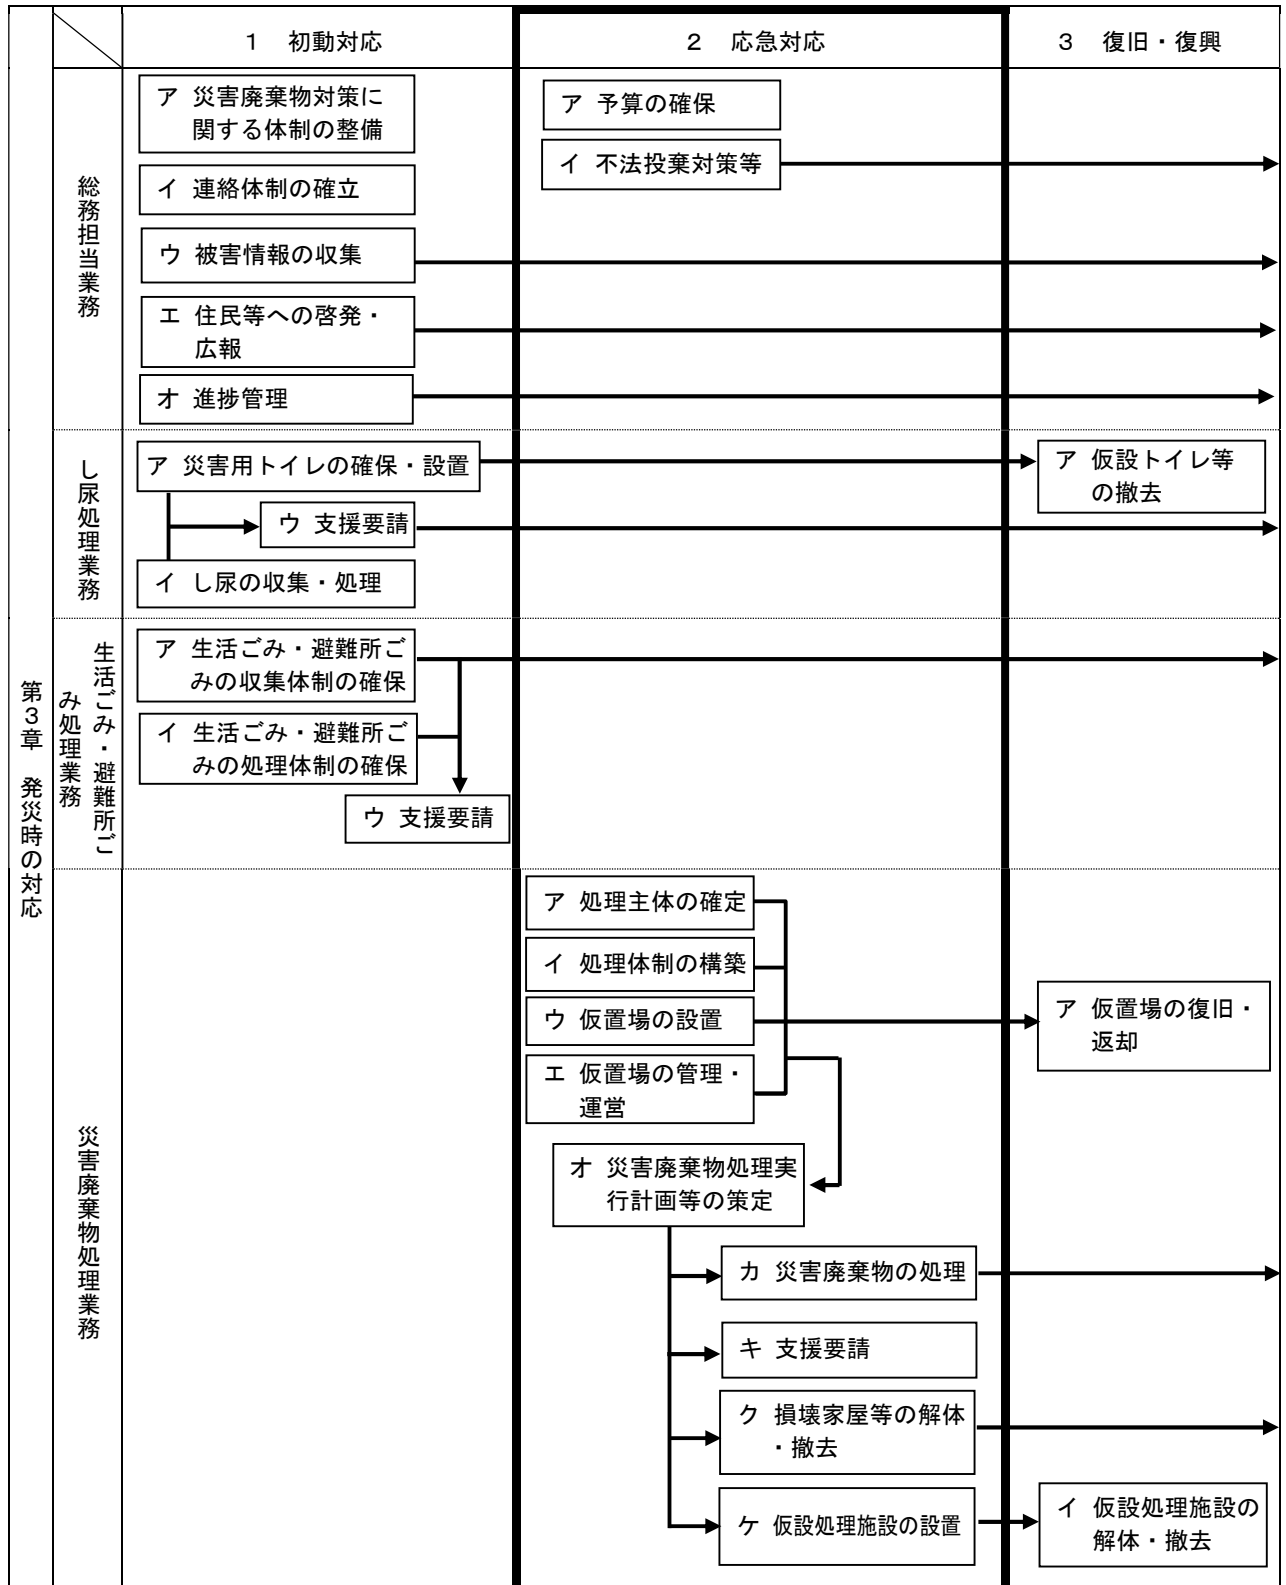 1　初動対応
2　応急対応
3　復旧・復興
第3章　発災時の対応
総務担当業務
ア 災害廃棄物対策に
関する体制の整備
イ 連絡体制の確立
ウ 被害情報の収集
エ 住民等への啓発・
広報
オ 進捗管理
ア 予算の確保
イ 不法投棄対策等
し尿処理業務
ア 災害用トイレの確保・設置
ウ 支援要請
イ し尿の収集・処理
ア 仮設トイレ等
の撤去
生活ごみ・避難所ご
み処理業務
ア 生活ごみ・避難所ご
みの収集体制の確保
イ 生活ごみ・避難所ご
みの処理体制の確保
ウ 支援要請
災害廃棄物処理業務
ア 処理主体の確定
イ 処理体制の構築
ウ 仮置場の設置
エ 仮置場の管理・
運営
オ 災害廃棄物処理実
行計画等の策定
カ 災害廃棄物の処理
キ 支援要請
ク 損壊家屋等の解体
・撤去
ケ 仮設処理施設の設置
ア 仮置場の復旧・
返却
イ 仮設処理施設の
解体・撤去